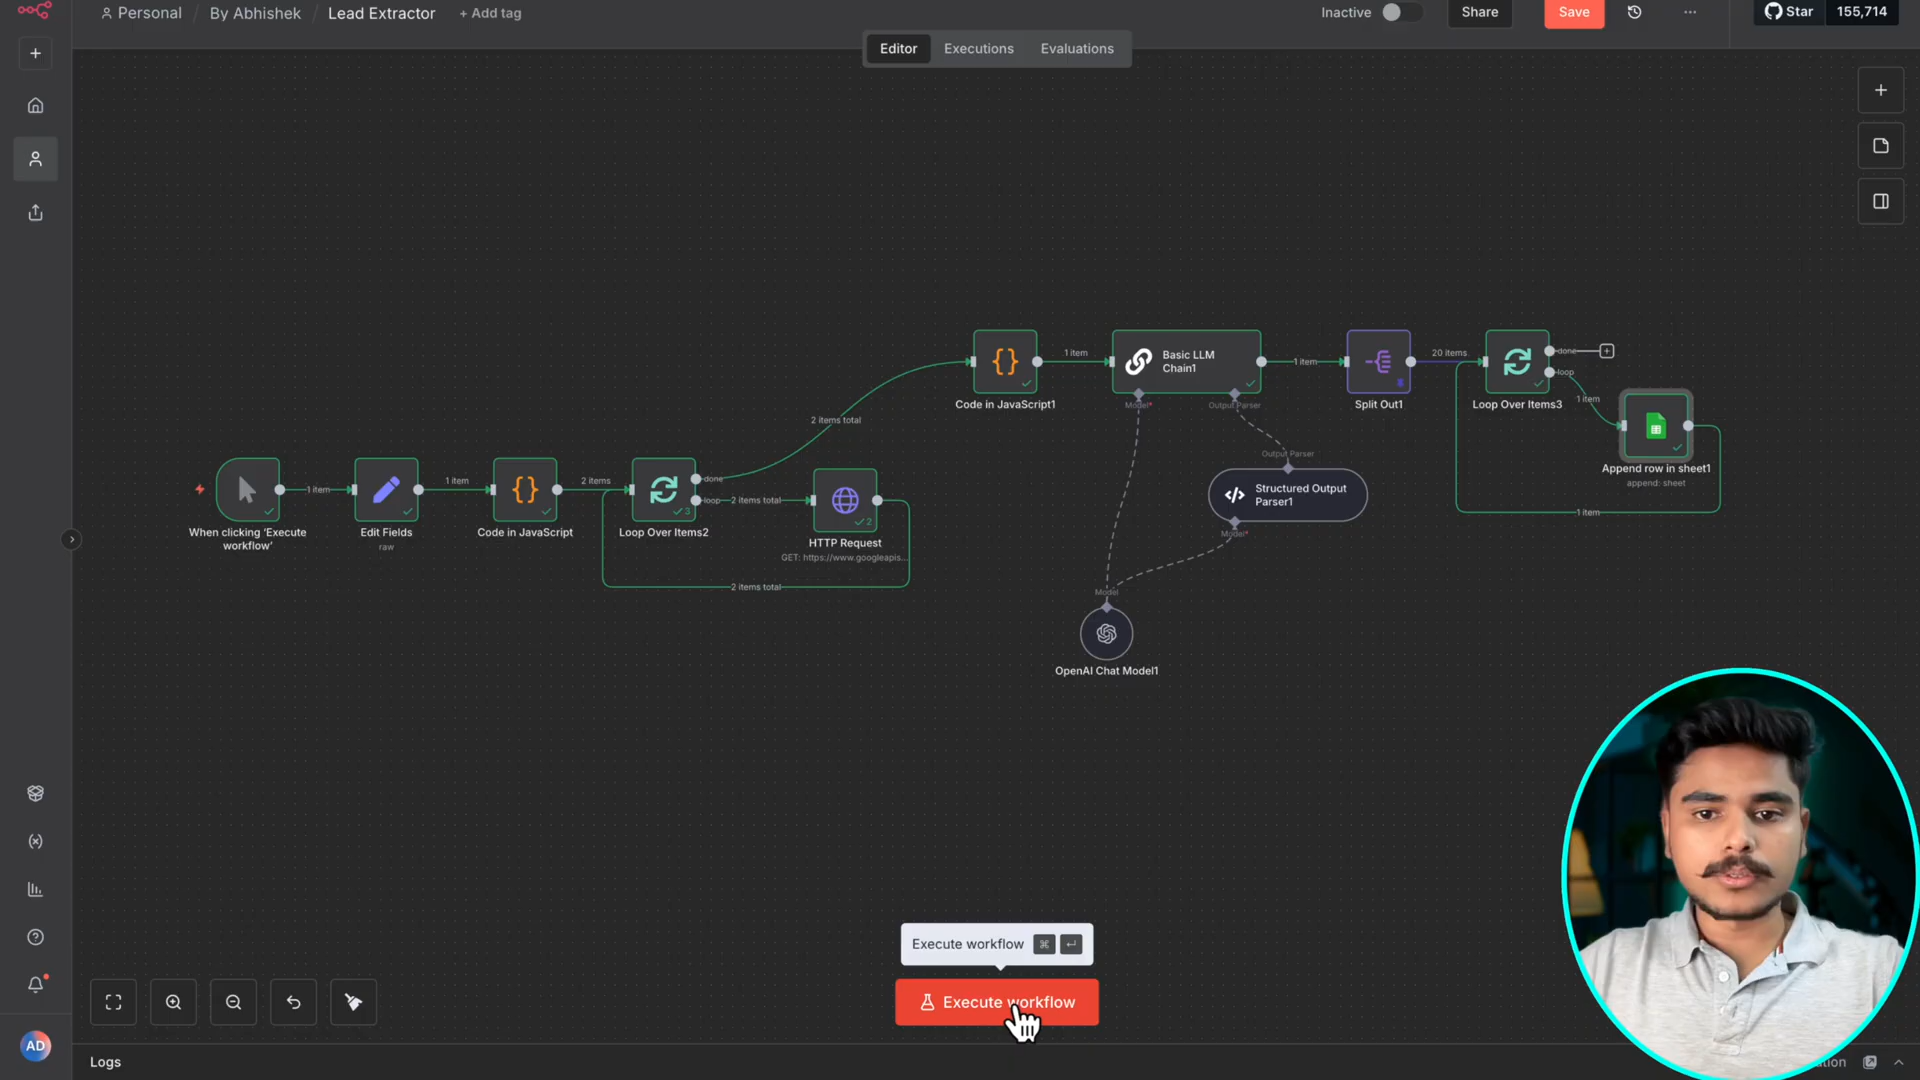 Personal / By Abhishek / Lead Extractor + Add tag
Inactive Share Save ... Star 155,714
Editor Executions Evaluations
1 item
Basic LLM
Chain1
1 item
20 items
done
loop
Code in JavaScript1
Model*
Output Parser
Split Out1
Loop Over Items3
1 item
2 items total
Output Parser
Append row in sheet1
append: sheet
Structured Output
Parser1
1 item
1 item
1 item
2 items
done
loop
2 items total
Model*
When clicking ‘Execute
workflow’
Edit Fields
raw
Code in JavaScript
Loop Over Items2
HTTP Request
GET: https://www.googleapis...
2 items total
Model
OpenAI Chat Model1
Execute workflow ⌘ ↵
Execute workflow
AD
Logs